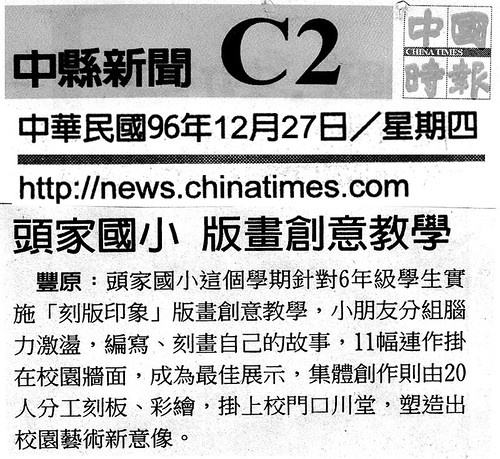 中縣新聞 C2
中國
CHINA TIMES
時報
中華民國96年12月27日／星期四
http://news.chinatimes.com
頭家國小 版畫創意教學
豐原：頭家國小這個學期針對6年級學生實
施「刻版印象」版畫創意教學，小朋友分組腦
力激盪，編寫、刻畫自己的故事，11幅連作掛
在校園牆面，成為最佳展示，集體創作則由20
人分工刻板、彩繪，掛上校門口川堂，塑造出
校園藝術新意像。